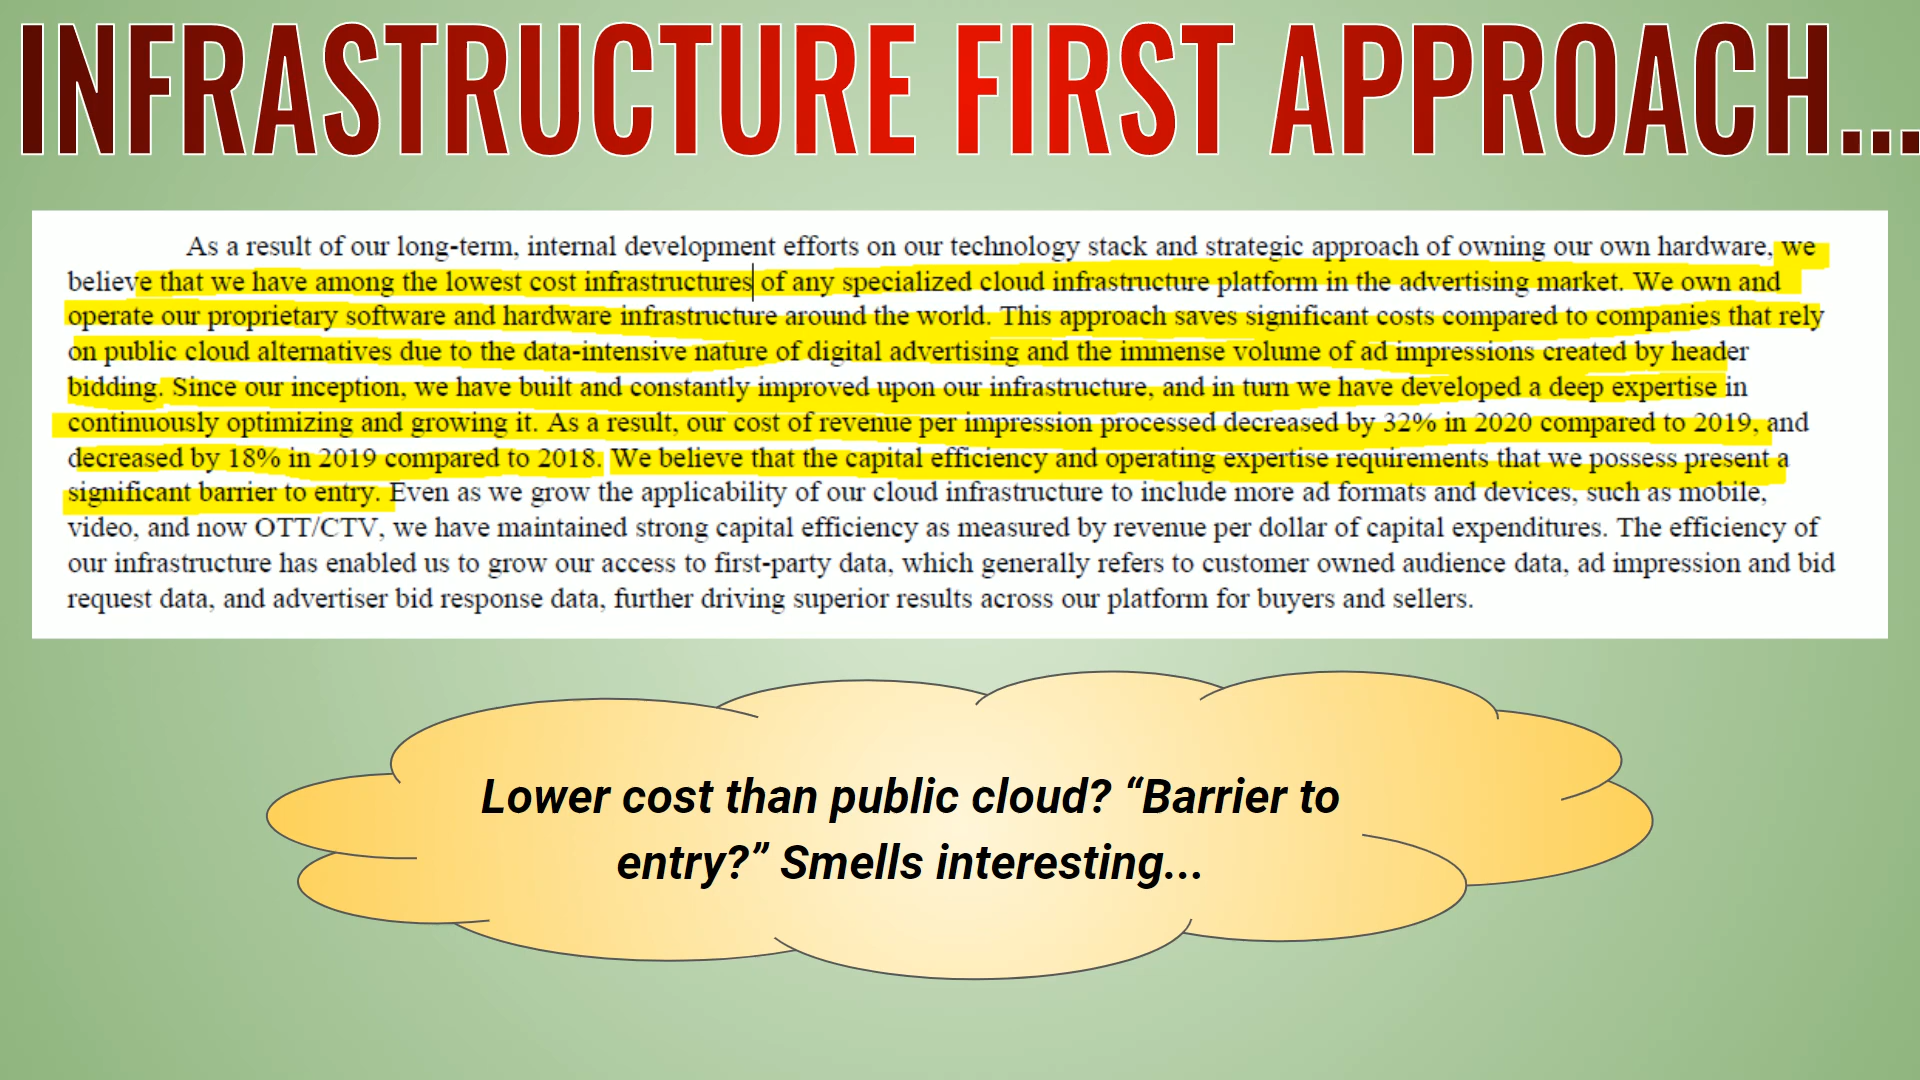 INFRASTRUCTURE FIRST APPROACH...
As a result of our long-term, internal development efforts on our technology stack and strategic approach of owning our own hardware, we
believe that we have among the lowest cost infrastructures of any specialized cloud infrastructure platform in the advertising market. We own and
operate our proprietary software and hardware infrastructure around the world. This approach saves significant costs compared to companies that rely
on public cloud alternatives due to the data-intensive nature of digital advertising and the immense volume of ad impressions created by header
bidding. Since our inception, we have built and constantly improved upon our infrastructure, and in turn we have developed a deep expertise in
continuously optimizing and growing it. As a result, our cost of revenue per impression processed decreased by 32% in 2020 compared to 2019, and
decreased by 18% in 2019 compared to 2018. We believe that the capital efficiency and operating expertise requirements that we possess present a
significant barrier to entry. Even as we grow the applicability of our cloud infrastructure to include more ad formats and devices, such as mobile,
video, and now OTT/CTV, we have maintained strong capital efficiency as measured by revenue per dollar of capital expenditures. The efficiency of
our infrastructure has enabled us to grow our access to first-party data, which generally refers to customer owned audience data, ad impression and bid
request data, and advertiser bid response data, further driving superior results across our platform for buyers and sellers.
Lower cost than public cloud? “Barrier to
entry?” Smells interesting...